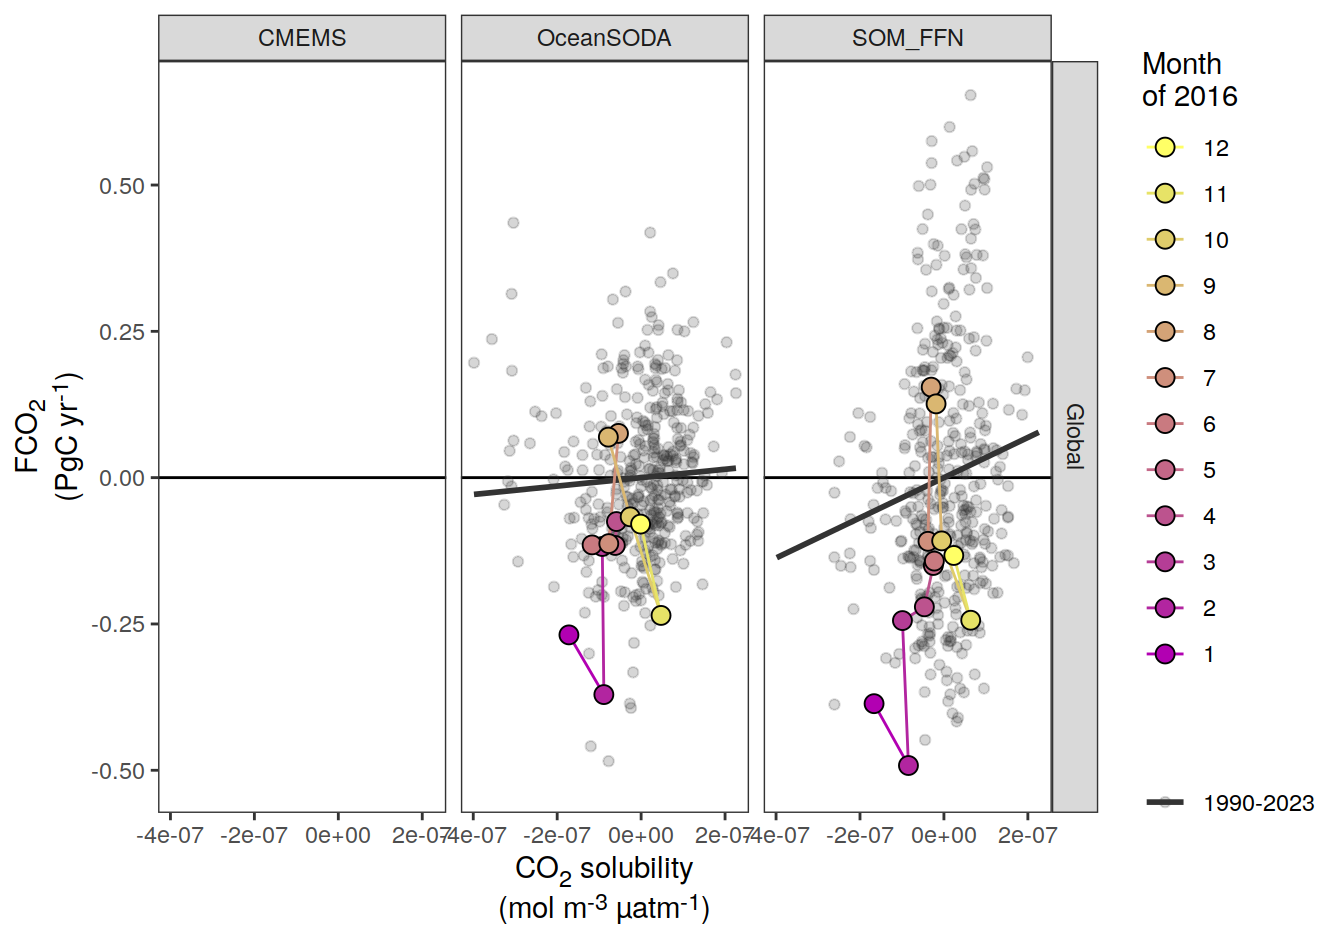 CMEMS
OceanSODA
SOM_FFN
Global
FCO₂
(PgC yr⁻¹)
0.50
0.25
0.00
-0.25
-0.50
-4e-07
-2e-07
0e+00
2e-07
-4e-07
-2e-07
0e+00
2e-07
-4e-07
-2e-07
0e+00
2e-07
CO₂ solubility
(mol m⁻³ µatm⁻¹)
Month
of 2016
12
11
10
9
8
7
6
5
4
3
2
1
1990-2023